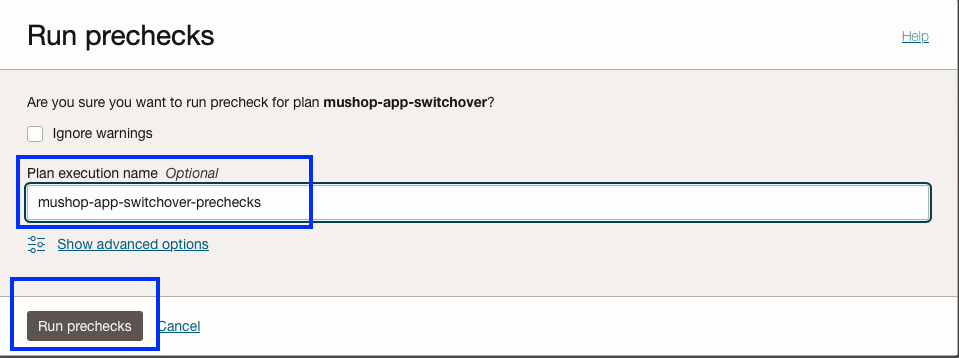 Run prechecks
Help
Are you sure you want to run precheck for plan mushop-app-switchover?
Ignore warnings
Plan execution name Optional
mushop-app-switchover-prechecks
Show advanced options
Run prechecks Cancel